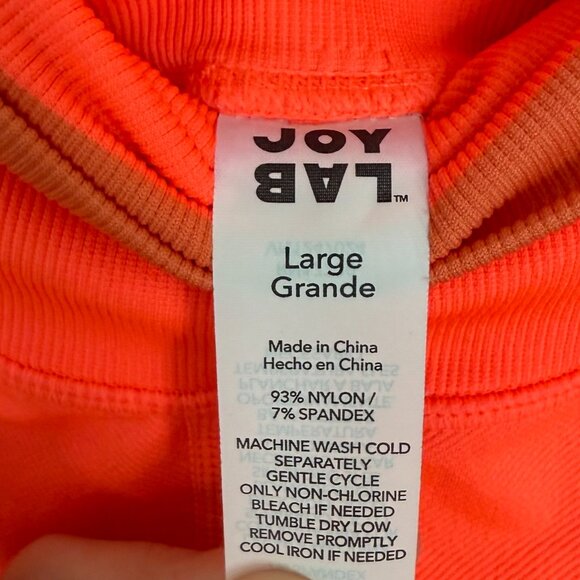 JOY
LAB™
Large
Grande
Made in China
Hecho en China
93% NYLON /
7% SPANDEX
MACHINE WASH COLD
SEPARATELY
GENTLE CYCLE
ONLY NON-CHLORINE
BLEACH IF NEEDED
TUMBLE DRY LOW
REMOVE PROMPTLY
COOL IRON IF NEEDED